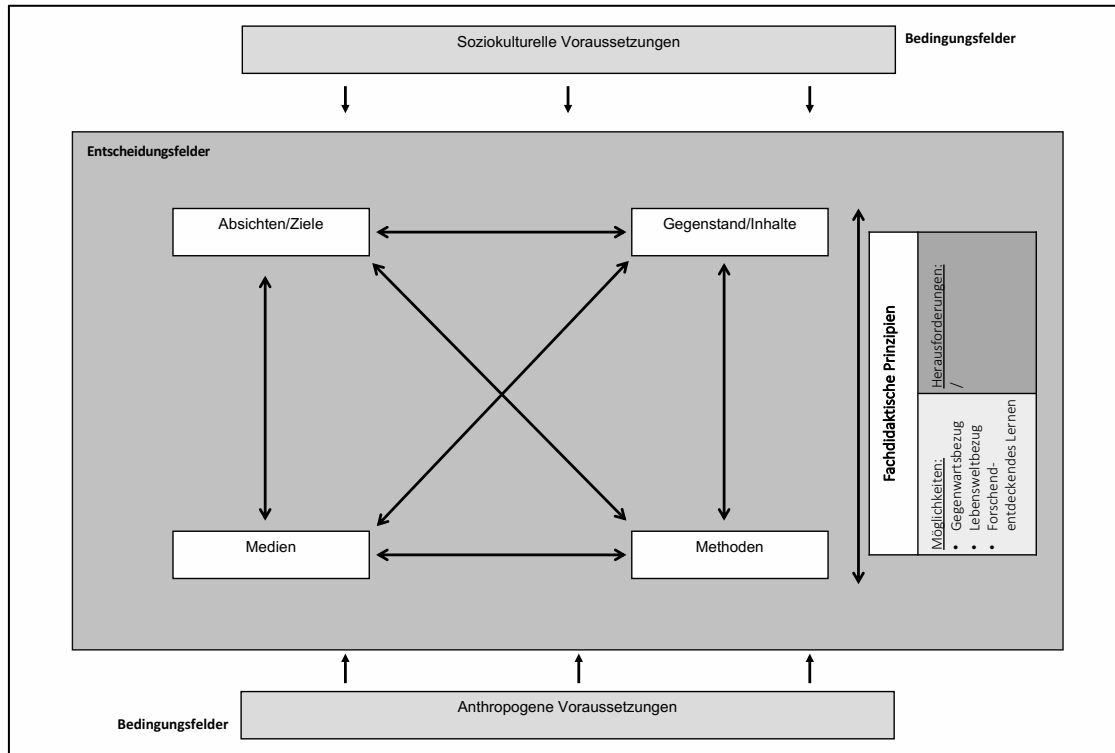 Soziokulturelle Voraussetzungen
Bedingungsfelder
Entscheidungsfelder
Absichten/Ziele
Gegenstand/Inhalte
Medien
Methoden
Fachdidaktische Prinzipien
Möglichkeiten:
• Gegenwartsbezug
• Lebensweltbezug
• Forschend-
entdeckendes Lernen
Herausforderungen:
/
Anthropogene Voraussetzungen
Bedingungsfelder